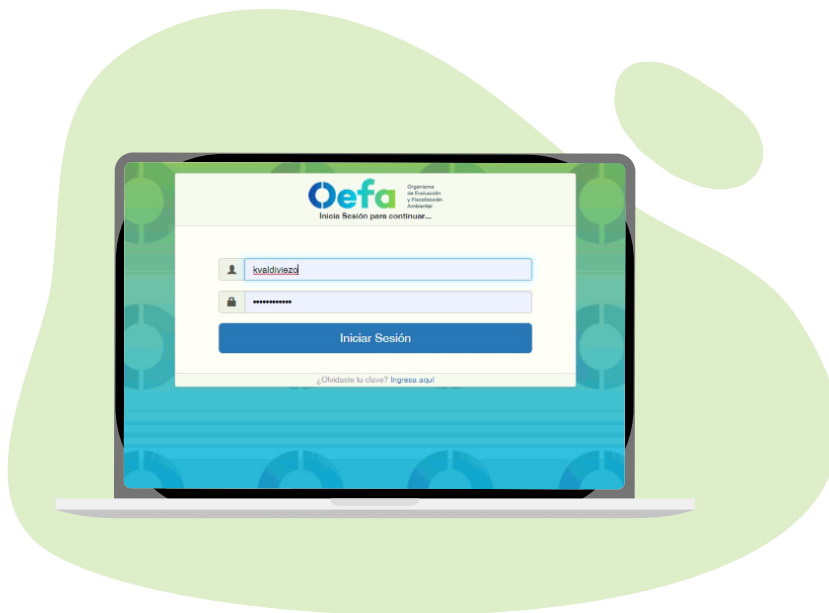 Oefa
Organismo
de Evaluación
y Fiscalización
Ambiental
Inicia Sesión para continuar...
kvaldiviezo
••••••••••••
Iniciar Sesión
¿Olvidaste tu clave? Ingresa aquí